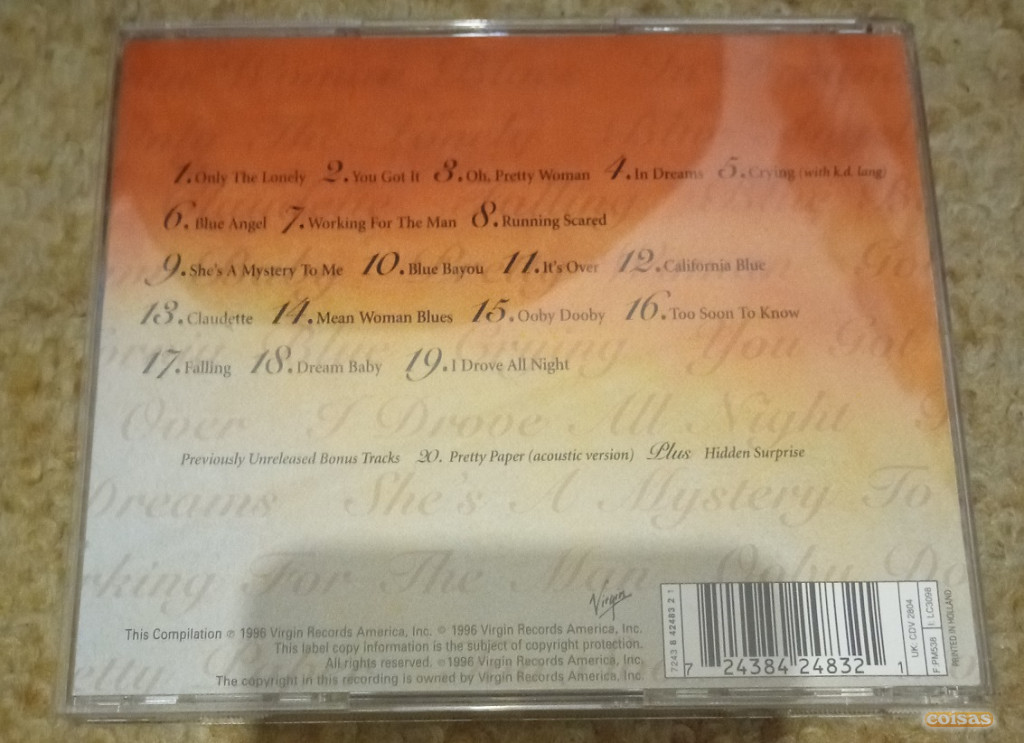 1. Only The Lonely 2. You Got It 3. Oh, Pretty Woman 4. In Dreams 5. Crying (with k.d. lang)
6. Blue Angel 7. Working For The Man 8. Running Scared
9. She's A Mystery To Me 10. Blue Bayou 11. It's Over 12. California Blue
13. Claudette 14. Mean Woman Blues 15. Ooby Dooby 16. Too Soon To Know
17. Falling 18. Dream Baby 19. I Drove All Night
Over I Drove All Night
Previously Unreleased Bonus Tracks 20. Pretty Paper (acoustic version) Plus Hidden Surprise
Dreams She's A Mystery To
rking For The Man Ooby Do
Virgin
This Compilation ℗ 1996 Virgin Records America, Inc. © 1996 Virgin Records America, Inc.
This label copy information is the subject of copyright protection.
All rights reserved. ©1996 Virgin Records America, Inc.
The copyright in this recording is owned by Virgin Records America, Inc.
7243 8 42483 2 1
7 24384 24832 1
UK: CDV 2804
F:PM538 I: LC3098
PRINTED IN HOLLAND
coisas